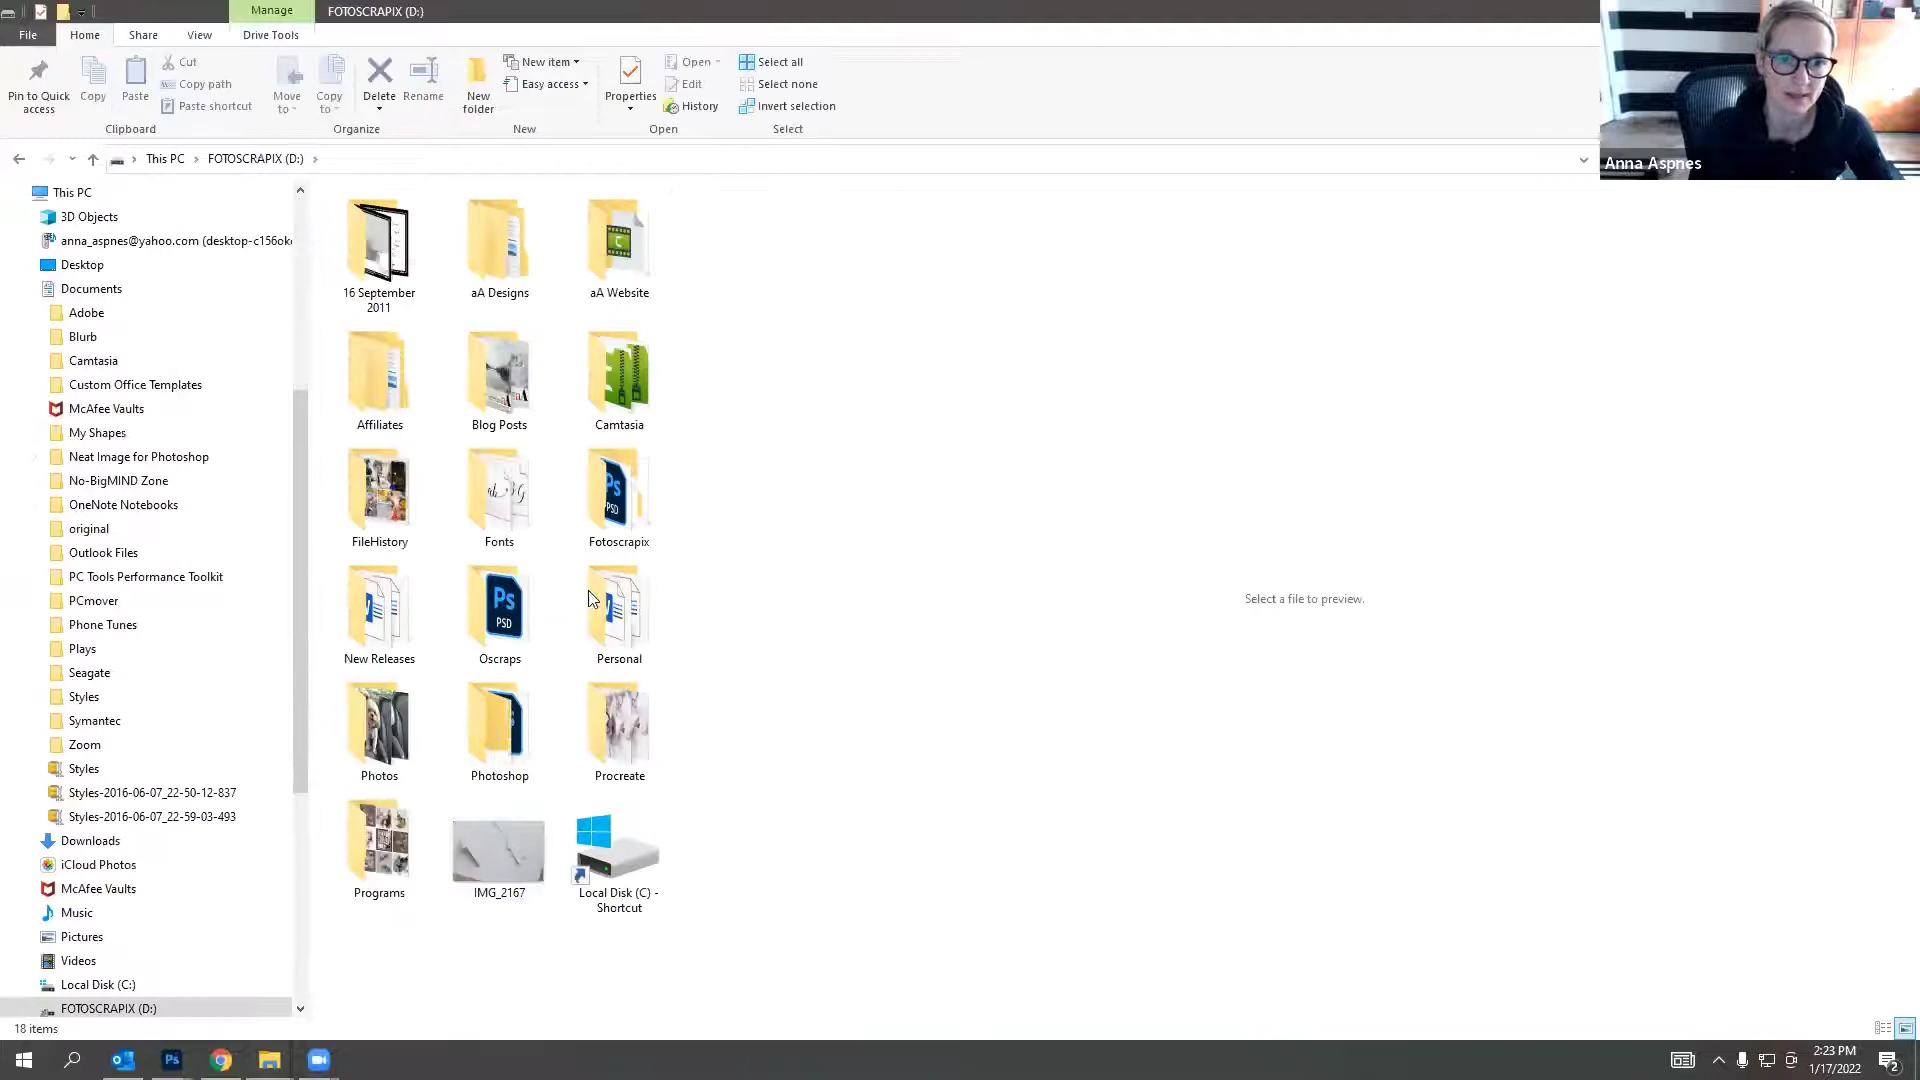 Manage
FOTOSCRAPIX (D:)
File
Home
Share
View
Drive Tools
Pin to Quick
access
Copy
Paste
Cut
Copy path
Paste shortcut
Clipboard
Move
to
Copy
to
Delete
Rename
Organize
New
folder
New item
Easy access
New
Properties
Open
Edit
History
Open
Select all
Select none
Invert selection
Select
This PC
FOTOSCRAPIX (D:)
Anna Aspnes
This PC
3D Objects
anna_aspnes@yahoo.com (desktop-c156ok
Desktop
Documents
Adobe
Blurb
Camtasia
Custom Office Templates
McAfee Vaults
My Shapes
Neat Image for Photoshop
No-BigMIND Zone
OneNote Notebooks
original
Outlook Files
PC Tools Performance Toolkit
PCmover
Phone Tunes
Plays
Seagate
Styles
Symantec
Zoom
Styles
Styles-2016-06-07_22-50-12-837
Styles-2016-06-07_22-59-03-493
Downloads
iCloud Photos
McAfee Vaults
Music
Pictures
Videos
Local Disk (C:)
FOTOSCRAPIX (D:)
16 September
2011
aA Designs
aA Website
Affiliates
Blog Posts
Camtasia
FileHistory
Fonts
Ps
PSD
Fotoscrapix
New Releases
Ps
PSD
Oscraps
Personal
Photos
Photoshop
Procreate
Programs
IMG_2167
Local Disk (C) -
Shortcut
Select a file to preview.
18 items
Ps
2:23 PM
1/17/2022
2